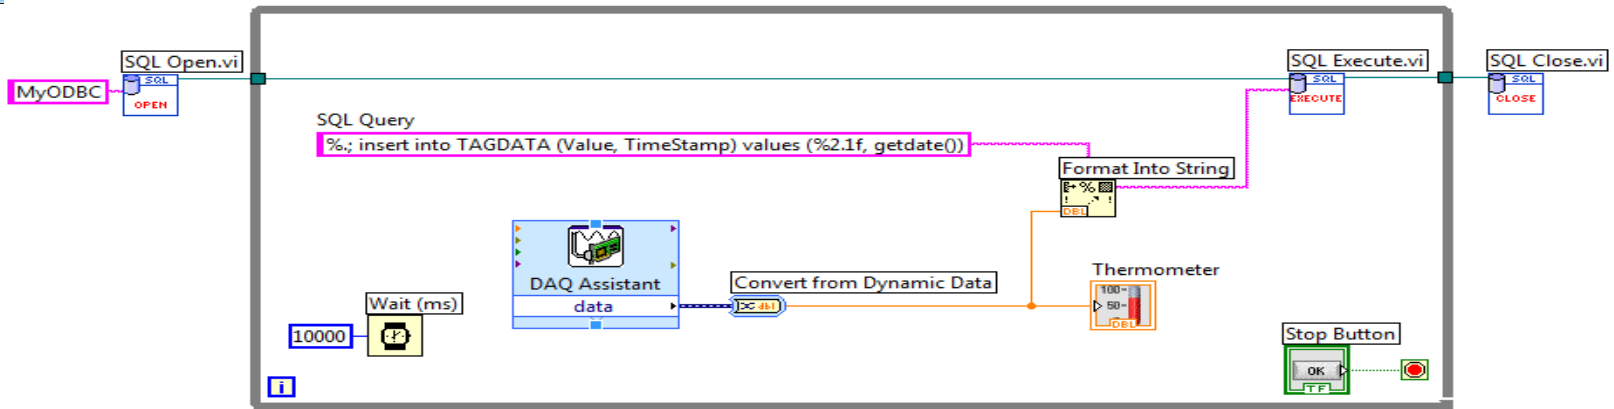 SQL Open.vi
SQL
OPEN
MyODBC
SQL Execute.vi
SQL
EXECUTE
SQL Close.vi
SQL
CLOSE
SQL Query
%.; insert into TAGDATA (Value, TimeStamp) values (%2.1f, getdate())
Format Into String
%
DBL
DAQ Assistant
data
Convert from Dynamic Data
dbl
Thermometer
100-
50-
DBL
Wait (ms)
10000
Stop Button
OK
TF
i